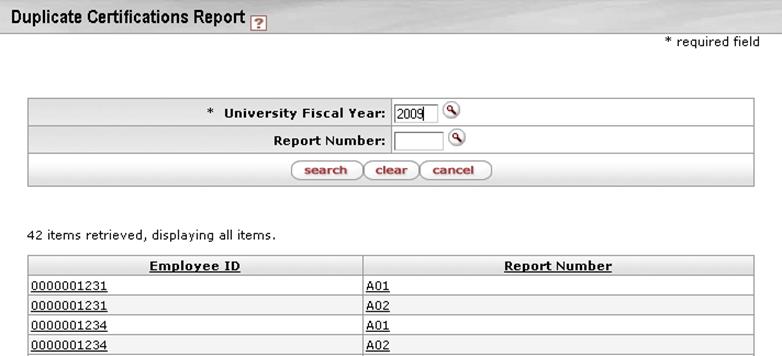 Duplicate Certifications Report ?
* required field
* University Fiscal Year: 2009
Report Number:
search clear cancel
42 items retrieved, displaying all items.
Employee ID Report Number
0000001231 A01
0000001231 A02
0000001234 A01
0000001234 A02